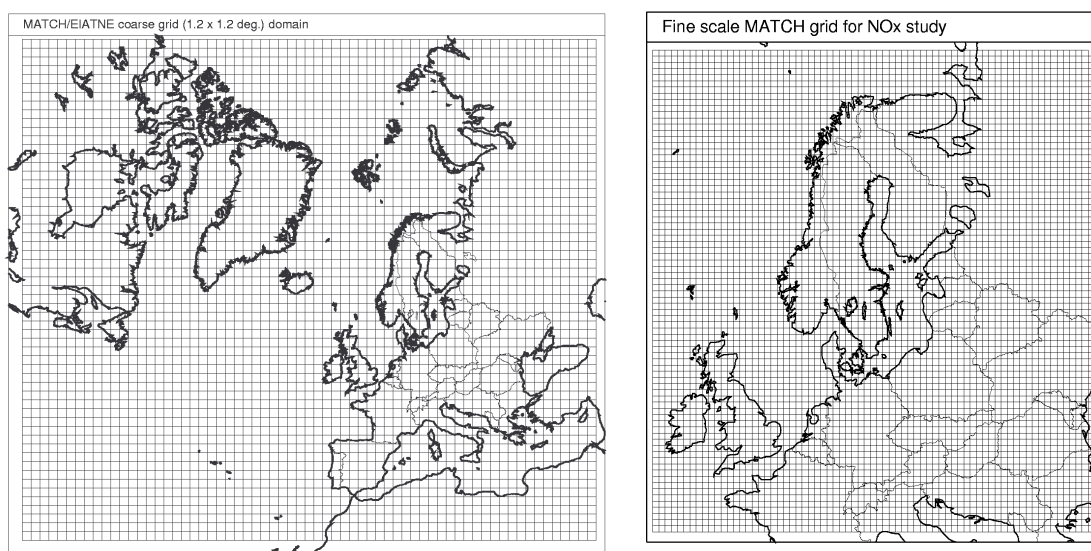 MATCH/EIATNE coarse grid (1.2 x 1.2 deg.) domain
Fine scale MATCH grid for NOx study